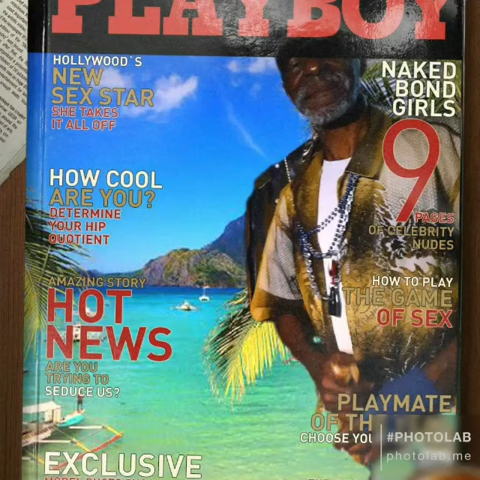 PLAYBOY
HOLLYWOOD'S
NEW
SEX STAR
SHE TAKES
IT ALL OFF
NAKED
BOND
GIRLS
9
PAGES
OF CELEBRITY
NUDES
HOW COOL
ARE YOU?
DETERMINE
YOUR HIP
QUOTIENT
AMAZING STORY
HOT
NEWS
ARE YOU
TRYING TO
SEDUCE US?
HOW TO PLAY
THE GAME
OF SEX
PLAYMATE
OF TH
CHOOSE YOU
EXCLUSIVE
#PHOTOLAB
photolab.me